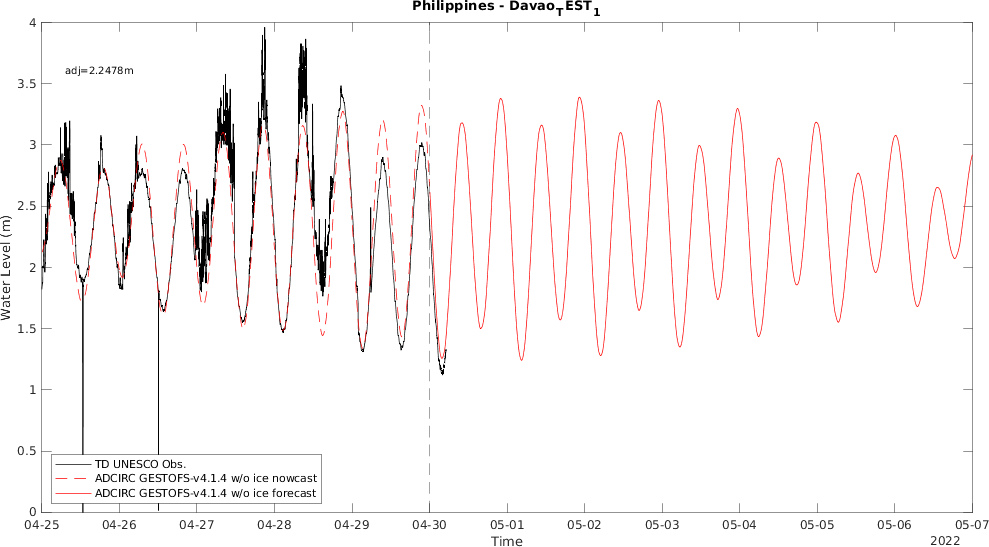 Philippines - Davao_TEST_1
adj=2.2478m
Water Level (m)
4
3.5
3
2.5
2
1.5
1
0.5
0
TD UNESCO Obs.
ADCIRC GESTOFS-v4.1.4 w/o ice nowcast
ADCIRC GESTOFS-v4.1.4 w/o ice forecast
04-25 04-26 04-27 04-28 04-29 04-30 05-01 05-02 05-03 05-04 05-05 05-06 05-07
Time
2022